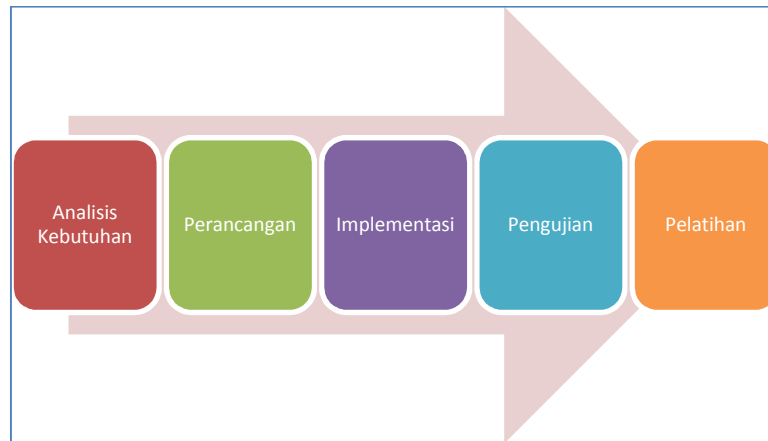 Analisis
Kebutuhan
Perancangan
Implementasi
Pengujian
Pelatihan